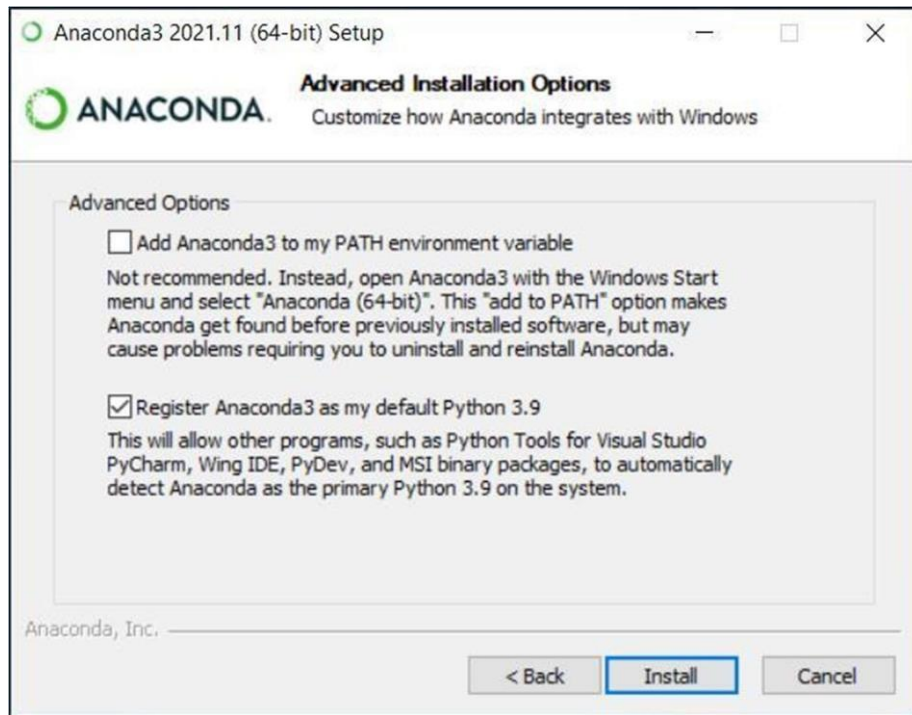 Anaconda3 2021.11 (64-bit) Setup
ANACONDA.
Advanced Installation Options
Customize how Anaconda integrates with Windows
Advanced Options
Add Anaconda3 to my PATH environment variable
Not recommended. Instead, open Anaconda3 with the Windows Start
menu and select "Anaconda (64-bit)". This "add to PATH" option makes
Anaconda get found before previously installed software, but may
cause problems requiring you to uninstall and reinstall Anaconda.
Register Anaconda3 as my default Python 3.9
This will allow other programs, such as Python Tools for Visual Studio
PyCharm, Wing IDE, PyDev, and MSI binary packages, to automatically
detect Anaconda as the primary Python 3.9 on the system.
Anaconda, Inc.
< Back
Install
Cancel